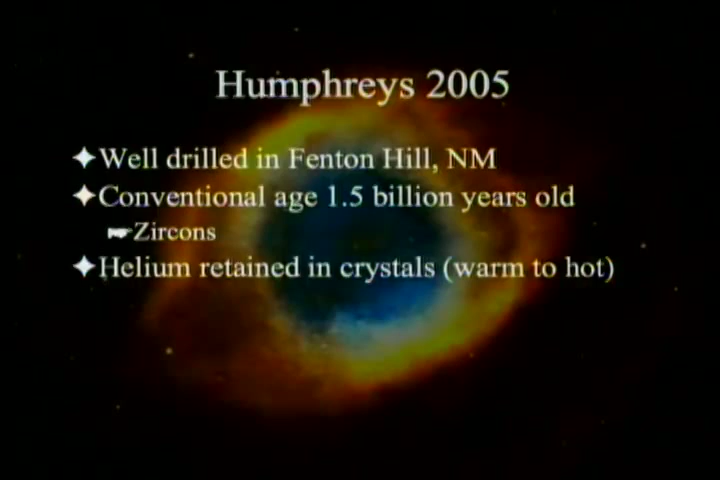 Humphreys 2005
Well drilled in Fenton Hill, NM
Conventional age 1.5 billion years old
Zircons
Helium retained in crystals (warm to hot)